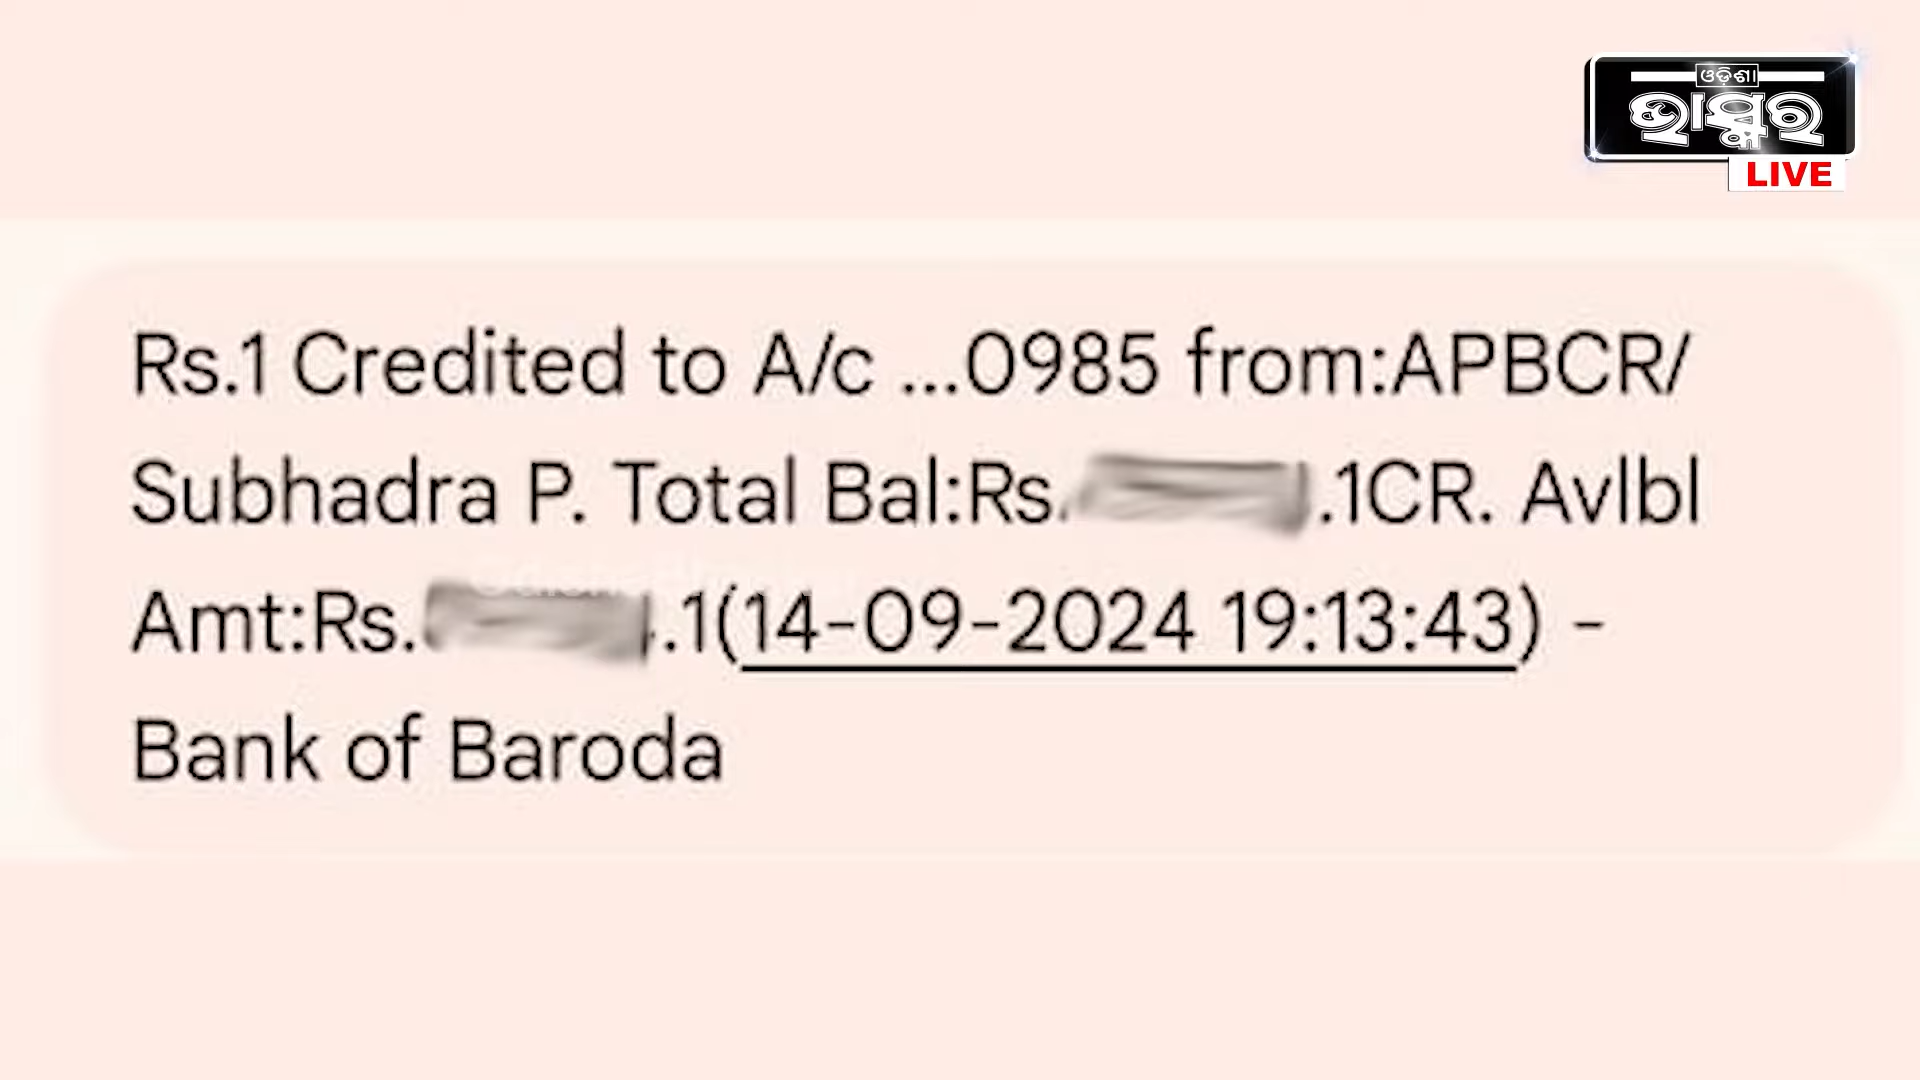 ଓଡ଼ିଶା
ଭାସ୍କର
LIVE
Rs.1 Credited to A/c ...0985 from:APBCR/
Subhadra P. Total Bal:Rs. .1CR. Avlbl
Amt:Rs. .1(14-09-2024 19:13:43) -
Bank of Baroda